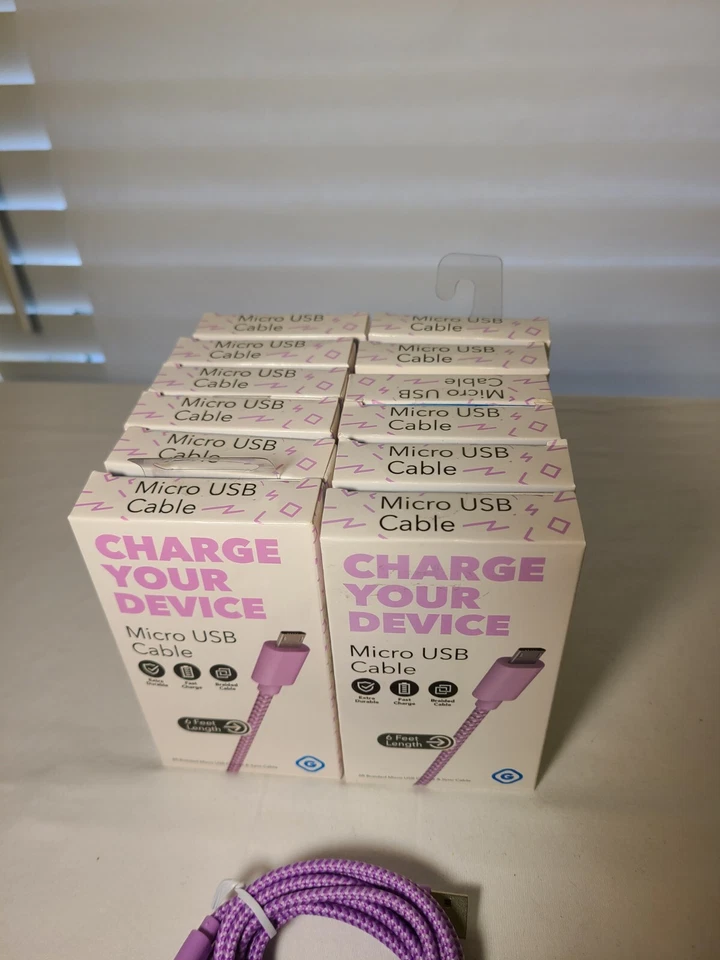 Micro USB
Cable
Micro USB
Cable
Micro USB
Cable
Micro USB
Cable
Micro USB
Cable
Micro USB
Cable
Micro USB
Cable
Micro USB
Cable
Micro USB
Cable
Micro USB
Cable
Micro USB
Cable
Micro USB
Cable
CHARGE
YOUR
DEVICE
Micro USB
Cable
Extra
Durable
Fast
Charge
Braided
Cable
6 Feet
Length
G
CHARGE
YOUR
DEVICE
Micro USB
Cable
Extra
Durable
Fast
Charge
Braided
Cable
6 Feet
Length
G